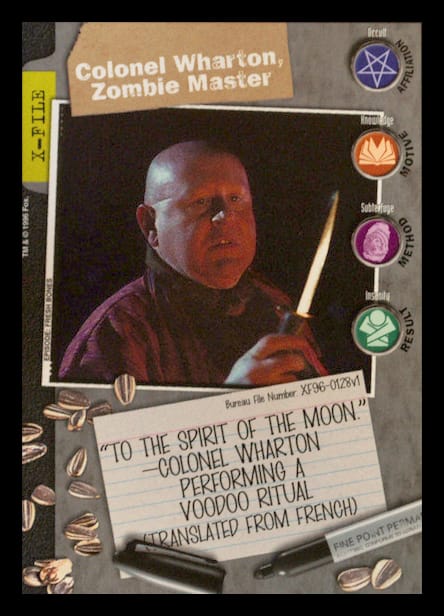 Colonel Wharton,
Zombie Master
X-FILE
TM & © 1996 Fox.
EPISODE: FRESH BONES
Occult
AFFILIATION
Knowledge
MOTIVE
Subterfuge
METHOD
Insanity
RESULT
Bureau File Number: XF96-0128v1
"TO THE SPIRIT OF THE MOON."
—COLONEL WHARTON
PERFORMING A
VOODOO RITUAL
(TRANSLATED FROM FRENCH)
FINE POINT PERMA